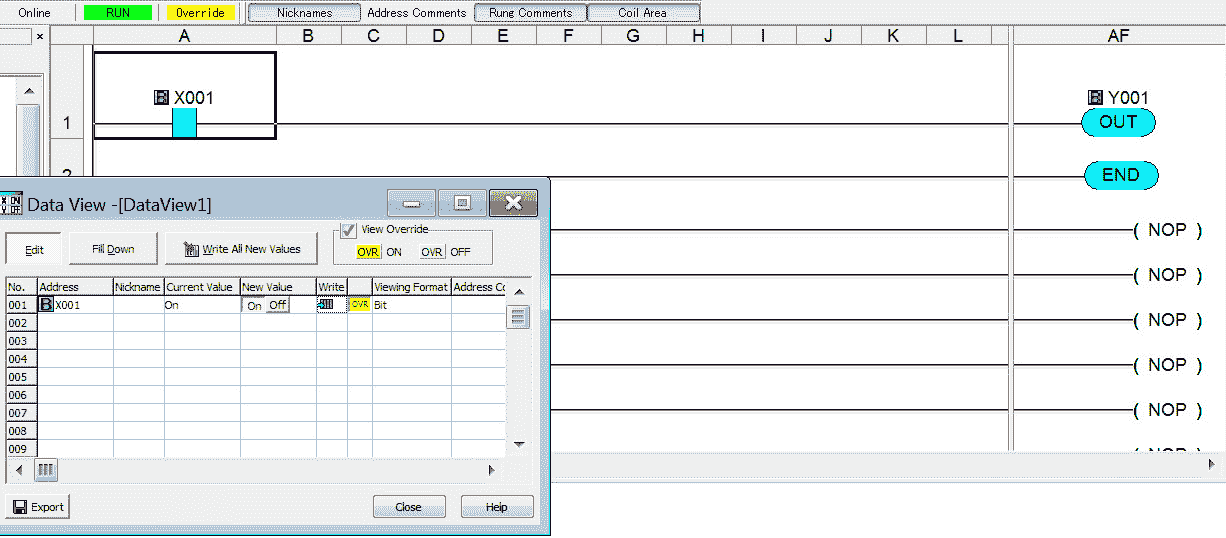 Online RUN Override Nicknames Address Comments Rung Comments Coil Area
× A B C D E F G H I J K L AF
X001 Y001
1 OUT
2 END
Data View -[DataView1]
View Override
Edit Fill Down Write All New Values OVR ON OVR OFF
( NOP )
( NOP )
No. Address Nickname Current Value New Value Write Viewing Format Address Co
001 B X001 On On Off OVR Bit
002
( NOP )
003
004
( NOP )
005
006
007
( NOP )
008
009
( NOP )
Export Close Help